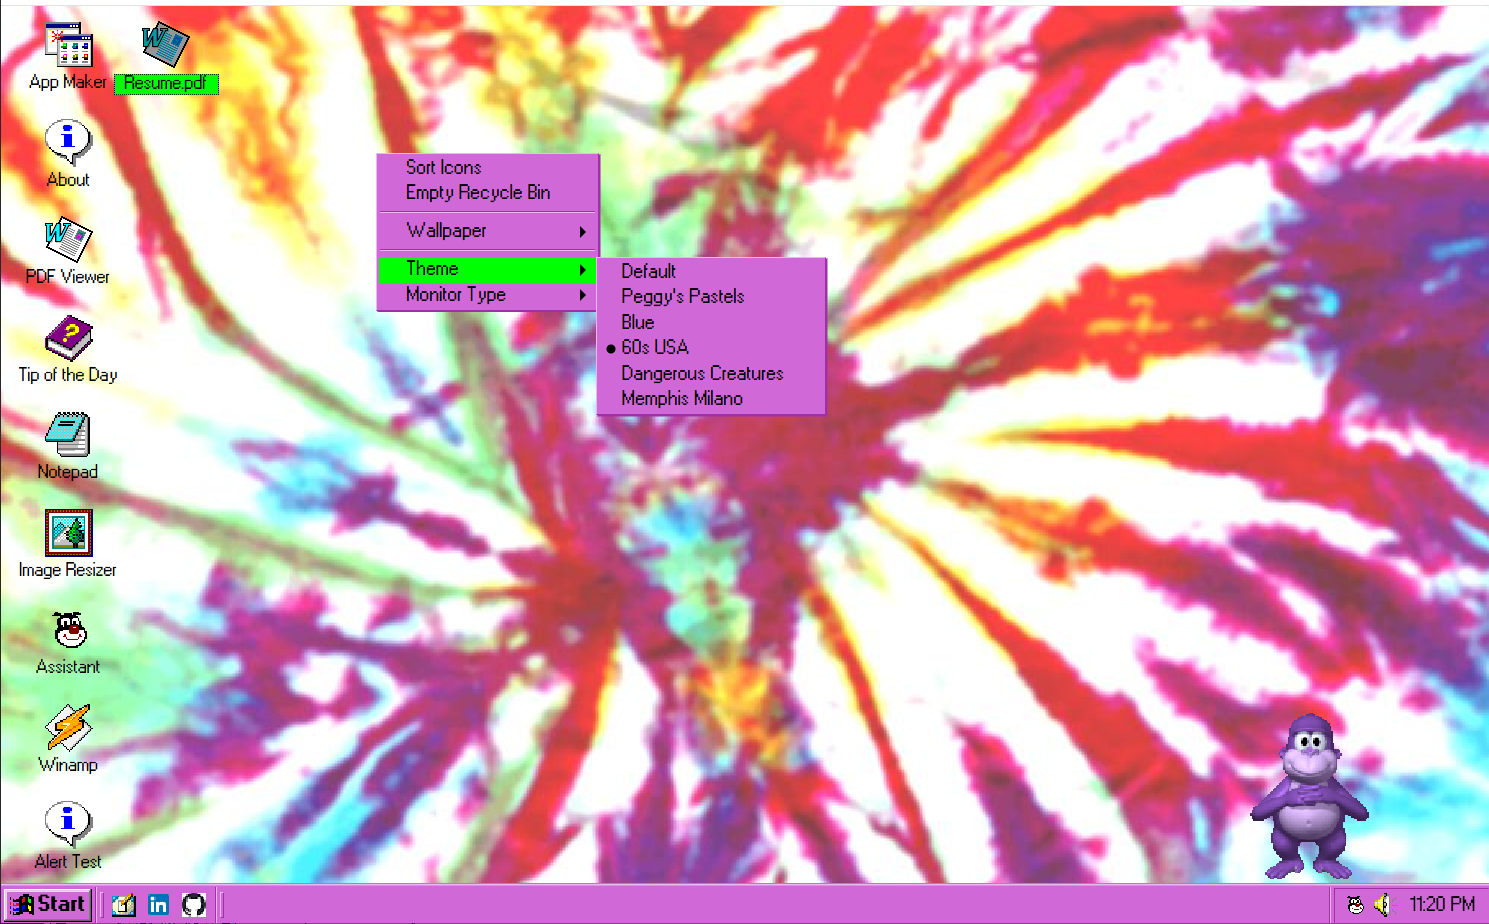 App Maker
Resume.pdf
About
PDF Viewer
Tip of the Day
Notepad
Image Resizer
Assistant
Winamp
Alert Test
Sort Icons
Empty Recycle Bin
Wallpaper
Theme
Monitor Type
Default
Peggy's Pastels
Blue
60s USA
Dangerous Creatures
Memphis Milano
Start
in
11:20 PM